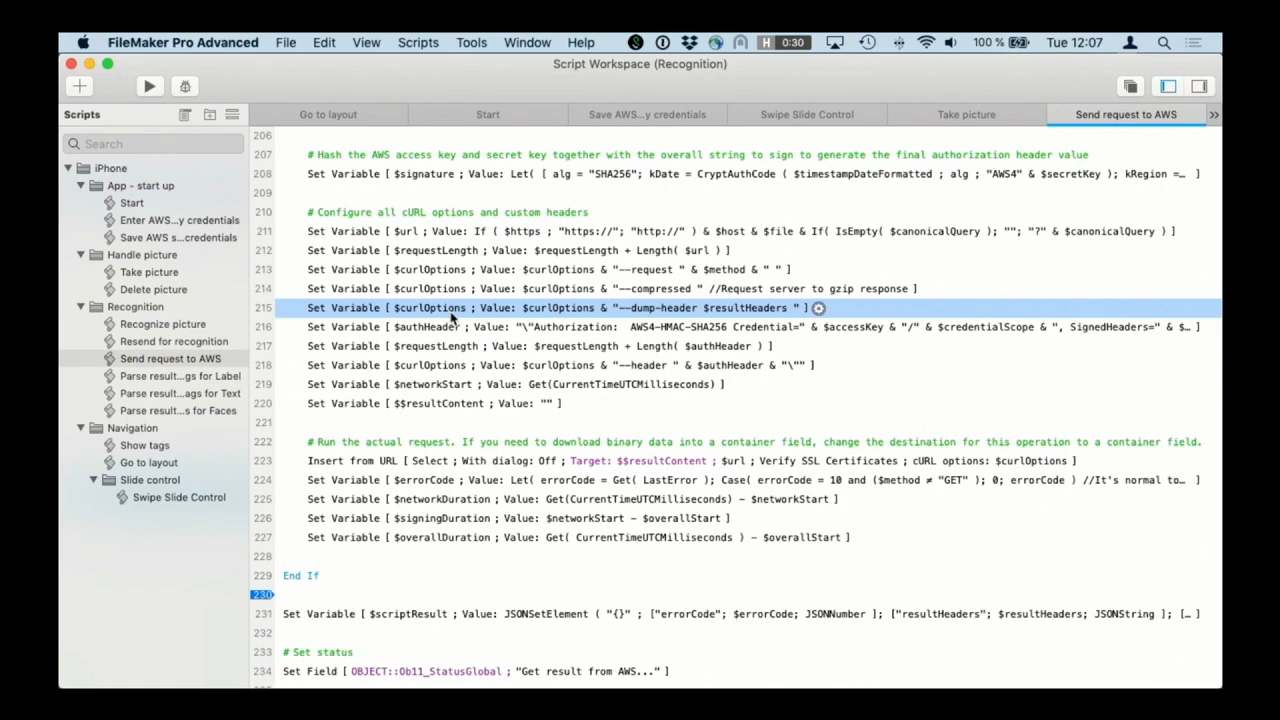 FileMaker Pro Advanced File Edit View Scripts Tools Window Help H 0:30 100 % Tue 12:07
Script Workspace (Recognition)
Scripts
Go to layout Start Save AWS...y credentials Swipe Slide Control Take picture Send request to AWS »
Search
iPhone
App - start up
Start
Enter AWS...y credentials
Save AWS s...credentials
Handle picture
Take picture
Delete picture
Recognition
Recognize picture
Resend for recognition
Send request to AWS
Parse result...gs for Label
Parse result...ags for Text
Parse result...s for Faces
Navigation
Show tags
Go to layout
Slide control
Swipe Slide Control
206
207 # Hash the AWS access key and secret key together with the overall string to sign to generate the final authorization header value
208 Set Variable [ $signature ; Value: Let( [ alg = "SHA256"; kDate = CryptAuthCode ( $timestampDateFormatted ; alg ; "AWS4" & $secretKey ); kRegion =… ]
209
210 # Configure all cURL options and custom headers
211 Set Variable [ $url ; Value: If ( $https ; "https://"; "http://" ) & $host & $file & If( IsEmpty( $canonicalQuery ); ""; "?" & $canonicalQuery ) ]
212 Set Variable [ $requestLength ; Value: $requestLength + Length( $url ) ]
213 Set Variable [ $curlOptions ; Value: $curlOptions & "--request " & $method & " " ]
214 Set Variable [ $curlOptions ; Value: $curlOptions & "--compressed " //Request server to gzip response ]
215 Set Variable [ $curlOptions ; Value: $curlOptions & "--dump-header $resultHeaders " ]
216 Set Variable [ $authHeader ; Value: "\"Authorization:  AWS4-HMAC-SHA256 Credential=" & $accessKey & "/" & $credentialScope & ", SignedHeaders=" & $… ]
217 Set Variable [ $requestLength ; Value: $requestLength + Length( $authHeader ) ]
218 Set Variable [ $curlOptions ; Value: $curlOptions & "--header " & $authHeader & "\"" ]
219 Set Variable [ $networkStart ; Value: Get(CurrentTimeUTCMilliseconds) ]
220 Set Variable [ $$resultContent ; Value: "" ]
221
222 # Run the actual request. If you need to download binary data into a container field, change the destination for this operation to a container field.
223 Insert from URL [ Select ; With dialog: Off ; Target: $$resultContent ; $url ; Verify SSL Certificates ; cURL options: $curlOptions ]
224 Set Variable [ $errorCode ; Value: Let( errorCode = Get( LastError ); Case( errorCode = 10 and ($method ≠ "GET" ); 0; errorCode ) //It's normal to… ]
225 Set Variable [ $networkDuration ; Value: Get(CurrentTimeUTCMilliseconds) - $networkStart ]
226 Set Variable [ $signingDuration ; Value: $networkStart - $overallStart ]
227 Set Variable [ $overallDuration ; Value: Get( CurrentTimeUTCMilliseconds ) - $overallStart ]
228
229 End If
230
231 Set Variable [ $scriptResult ; Value: JSONSetElement ( "{}" ; ["errorCode"; $errorCode; JSONNumber ]; ["resultHeaders"; $resultHeaders; JSONString ]; [… ]
232
233 # Set status
234 Set Field [ OBJECT::Ob11_StatusGlobal ; "Get result from AWS..." ]